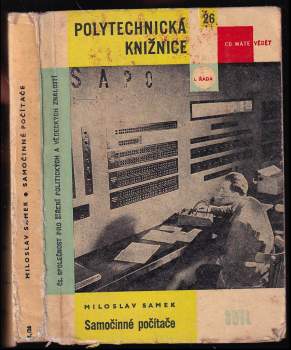 POLYTECHNICKÁ
KNIŽNICE
26
CO MÁTE VĚDĚT
I. ŘADA
SAPO
ČS. SPOLEČNOST PRO ŠÍŘENÍ POLITICKÝCH A VĚDECKÝCH ZNALOSTÍ
MILOSLAV SAMEK
Samočinné počítače
MILOSLAV SAMEK ● SAMOČINNÉ POČÍTAČE